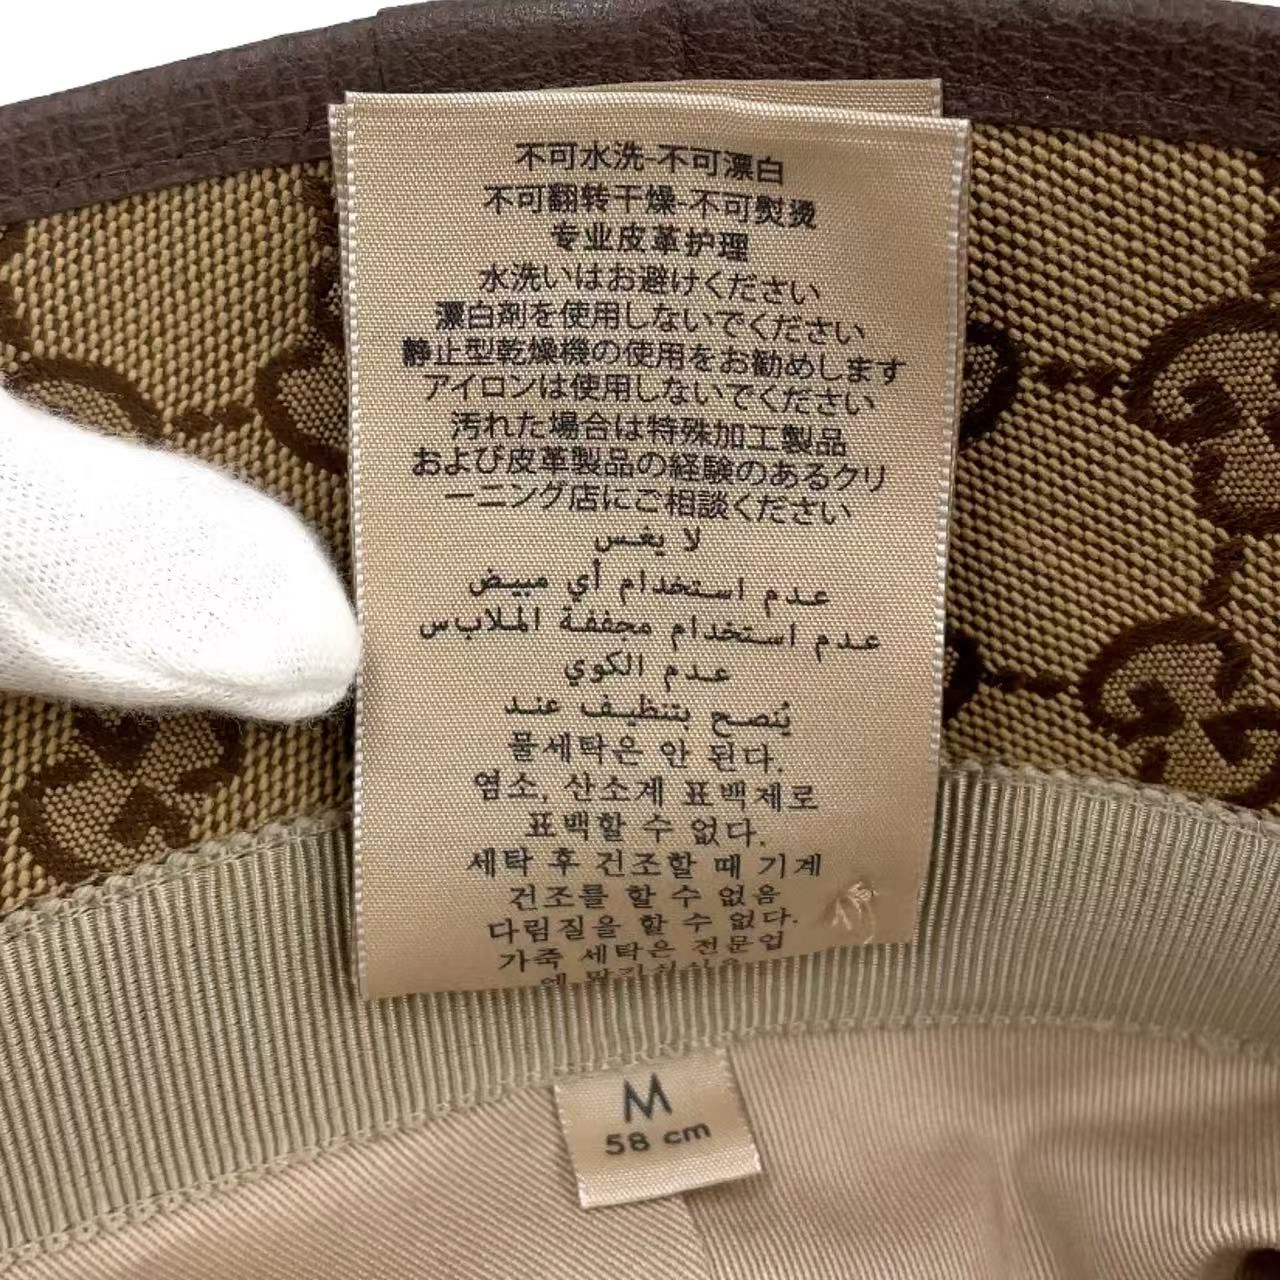 不可水洗-不可漂白
不可翻转干燥-不可熨烫
专业皮革护理
水洗いはお避けください
漂白剤を使用しないでください
静止型乾燥機の使用をお勧めします
アイロンは使用しないでください
汚れた場合は特殊加工製品
および皮革製品の経験のあるクリ
ーニング店にご相談ください
لا يغس
عدم استخدام أي مبيض
عدم استخدام مجففة الملابس
عدم الكوي
يُنصح بتنظيف عند
물세탁은 안 된다.
염소, 산소계 표백제로
표백할 수 없다.
세탁 후 건조할 때 기계
건조를 할 수 없음
다림질을 할 수 없다.
가죽 세탁은 전문업
M
58 cm